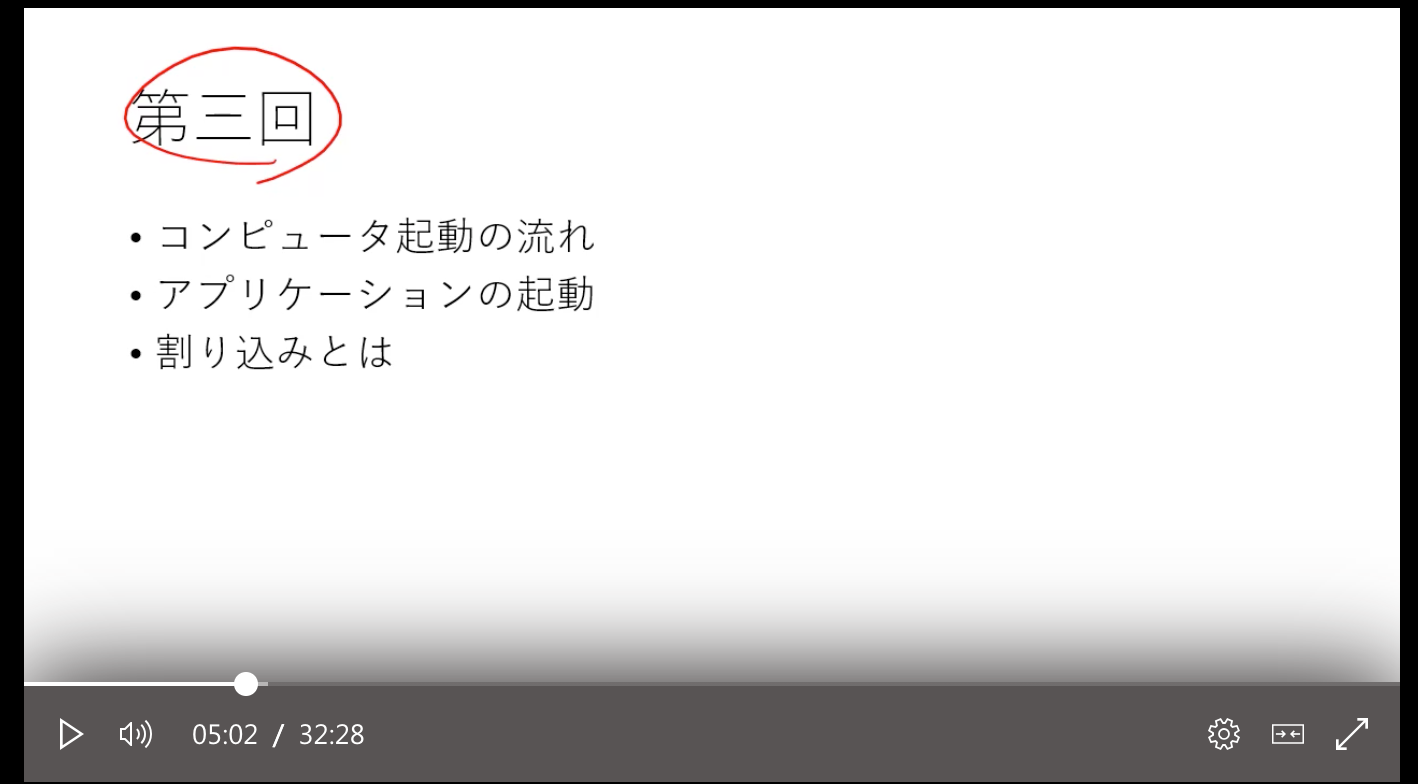 第三回
• コンピュータ起動の流れ
• アプリケーションの起動
• 割り込みとは
05:02 / 32:28